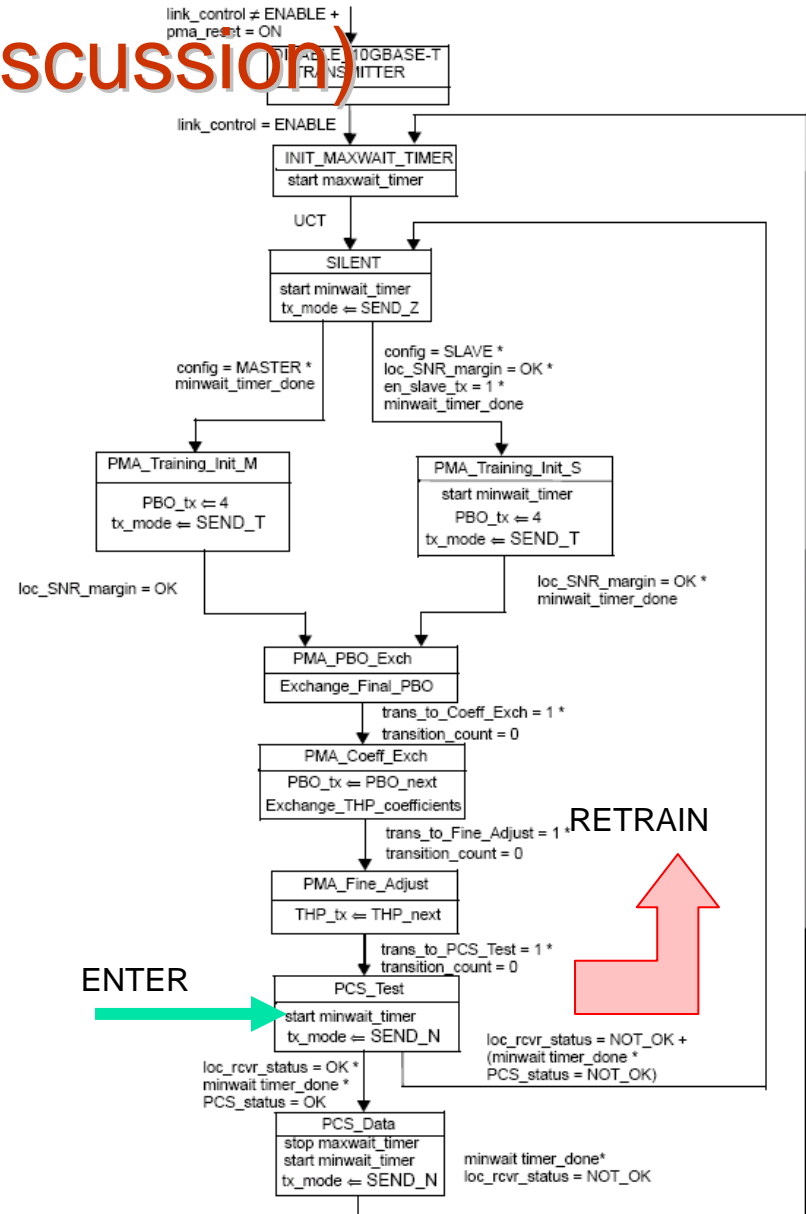 link_control ≠ ENABLE +
pma_reset = ON
scussion)
10GBASE-T
link_control = ENABLE
INIT_MAXWAIT_TIMER
start maxwait_timer
UCT
SILENT
start minwait_timer
tx_mode ⇐ SEND_Z
config = MASTER *
minwait_timer_done
config = SLAVE *
loc_SNR_margin = OK *
en_slave_tx = 1 *
minwait_timer_done
PMA_Training_Init_M
PBO_tx ⇐ 4
tx_mode ⇐ SEND_T
PMA_Training_Init_S
start minwait_timer
PBO_tx ⇐ 4
tx_mode ⇐ SEND_T
loc_SNR_margin = OK
loc_SNR_margin = OK *
minwait_timer_done
PMA_PBO_Exch
Exchange_Final_PBO
trans_to_Coeff_Exch = 1 *
transition_count = 0
PMA_Coeff_Exch
PBO_tx ⇐ PBO_next
Exchange_THP_coefficients
trans_to_Fine_Adjust = 1 *
transition_count = 0
RETRAIN
PMA_Fine_Adjust
THP_tx ⇐ THP_next
trans_to_PCS_Test = 1 *
transition_count = 0
ENTER
PCS_Test
start minwait_timer
tx_mode ⇐ SEND_N
loc_rcvr_status = OK *
minwait timer_done *
PCS_status = OK
loc_rcvr_status = NOT_OK +
(minwait timer_done *
PCS_status = NOT_OK)
PCS_Data
stop maxwait_timer
start minwait_timer
tx_mode ⇐ SEND_N
minwait timer_done*
loc_rcvr_status = NOT_OK